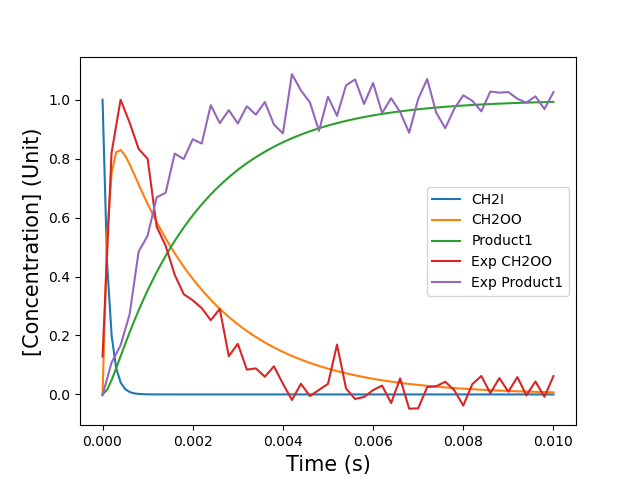 [Concentration] (Unit)
1.0
0.8
0.6
0.4
0.2
0.0
CH2I
CH2OO
Product1
Exp CH2OO
Exp Product1
0.000 0.002 0.004 0.006 0.008 0.010
Time (s)